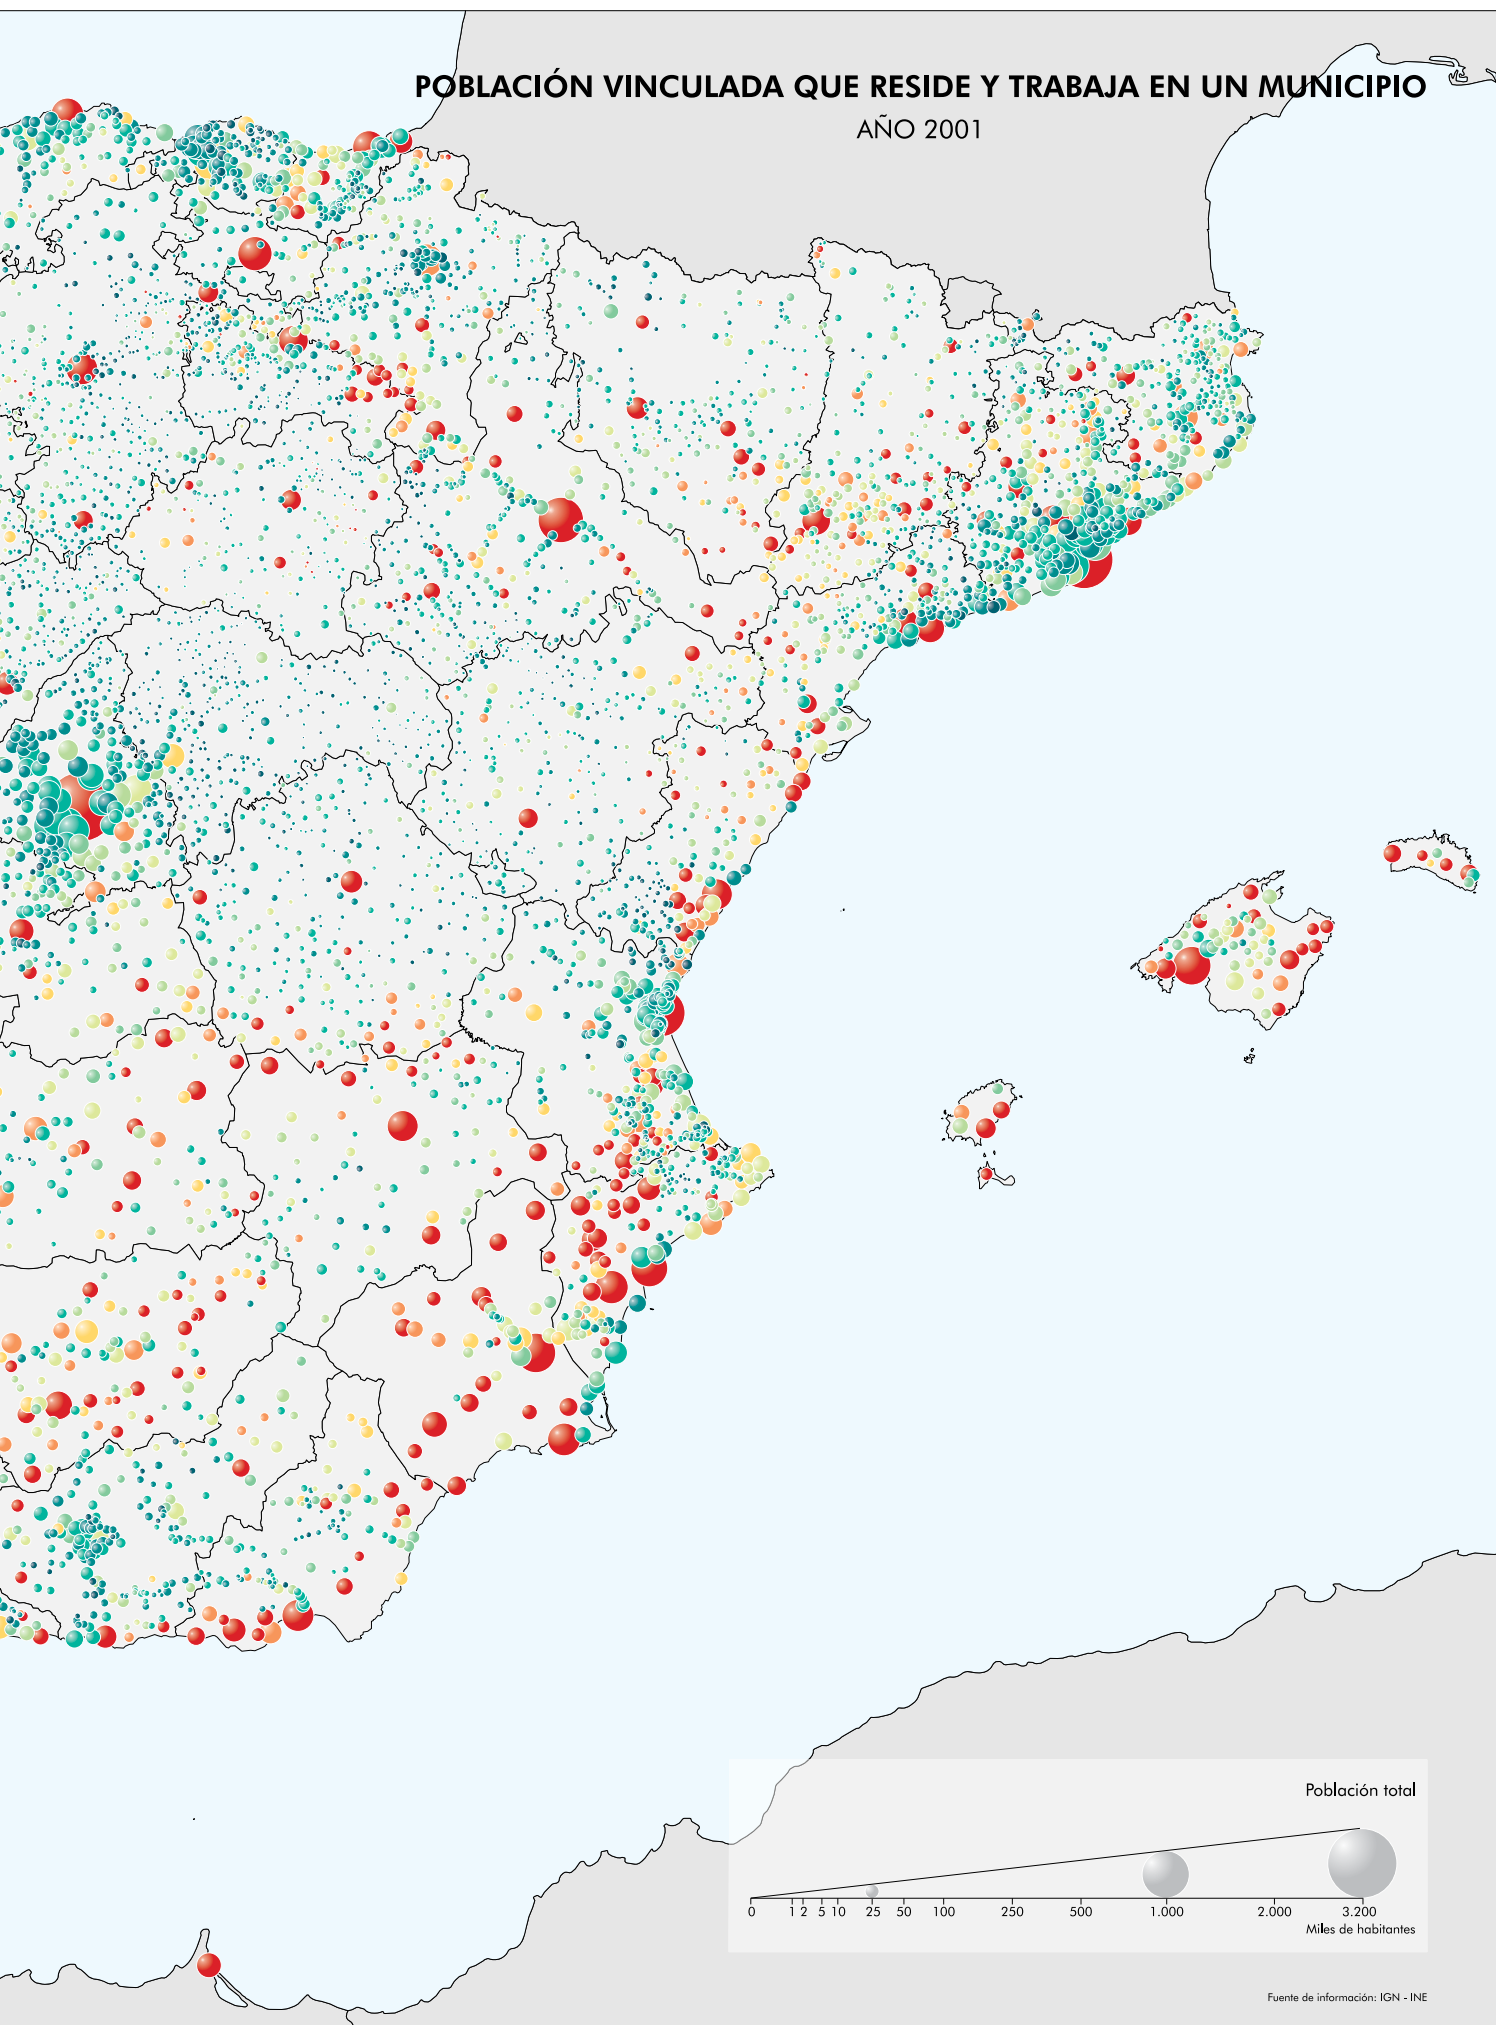 POBLACIÓN VINCULADA QUE RESIDE Y TRABAJA EN UN MUNICIPIO
AÑO 2001
Población total
0 1 2 5 10 25 50 100 250 500 1.000 2.000 3.200
Miles de habitantes
Fuente de información: IGN - INE